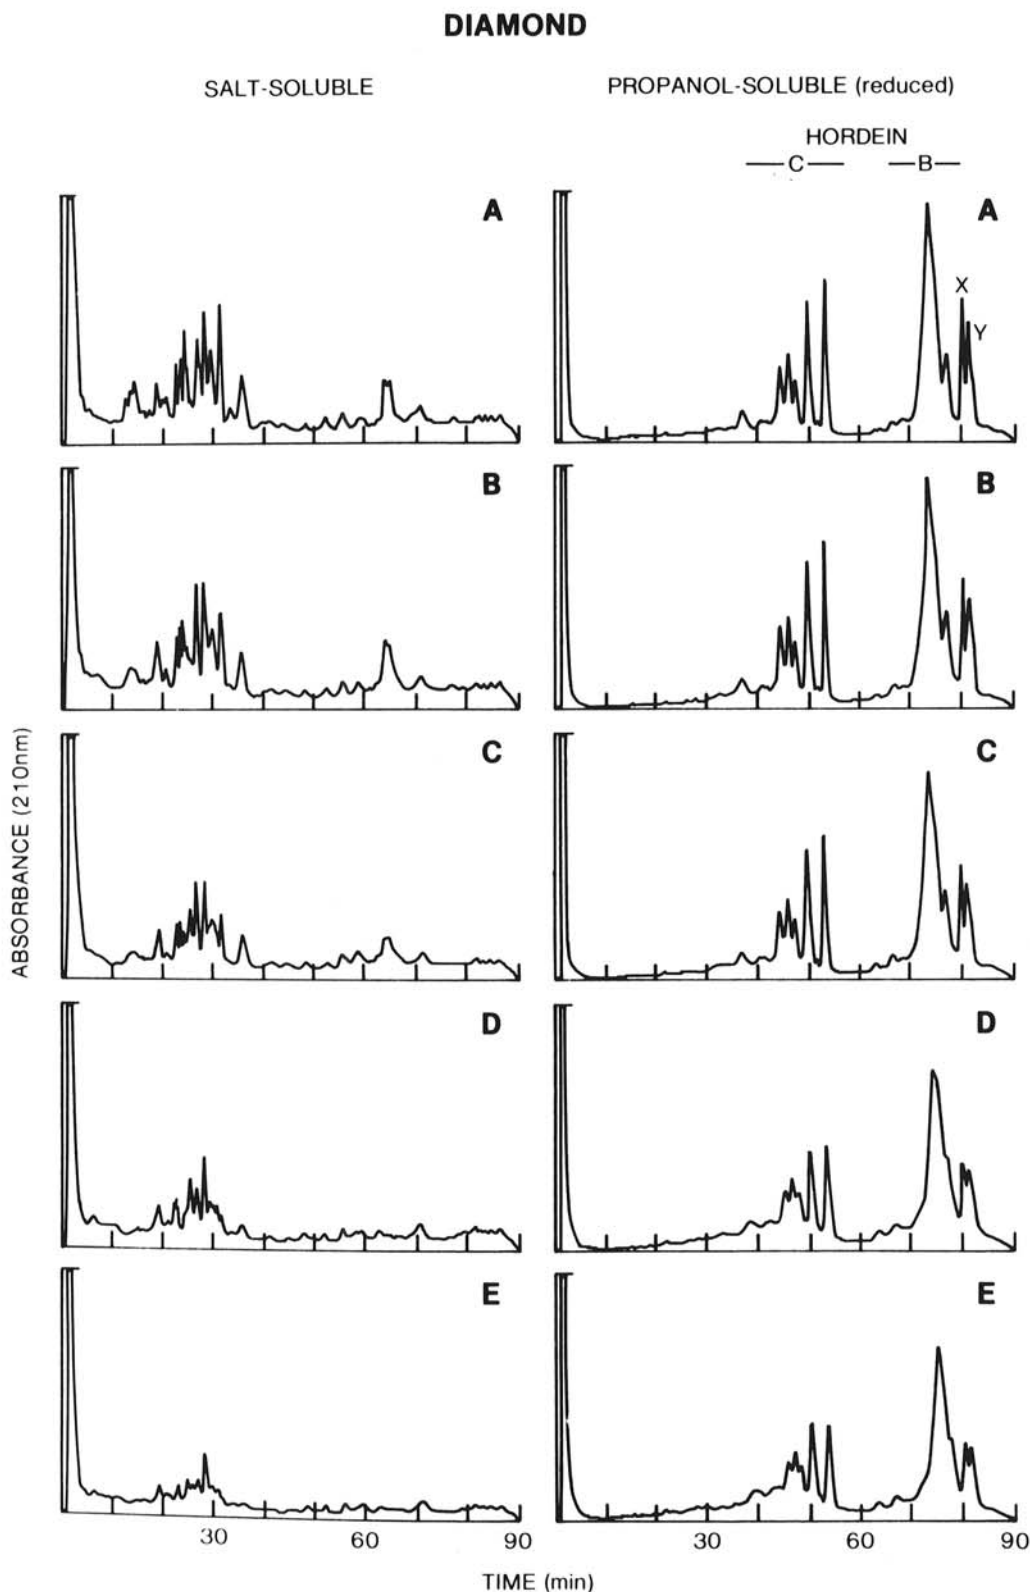 DIAMOND
SALT-SOLUBLE
PROPANOL-SOLUBLE (reduced)
HORDEIN
C B
A A
X
Y
B B
C C
ABSORBANCE (210nm)
D D
E E
30 60 90 30 60 90
TIME (min)